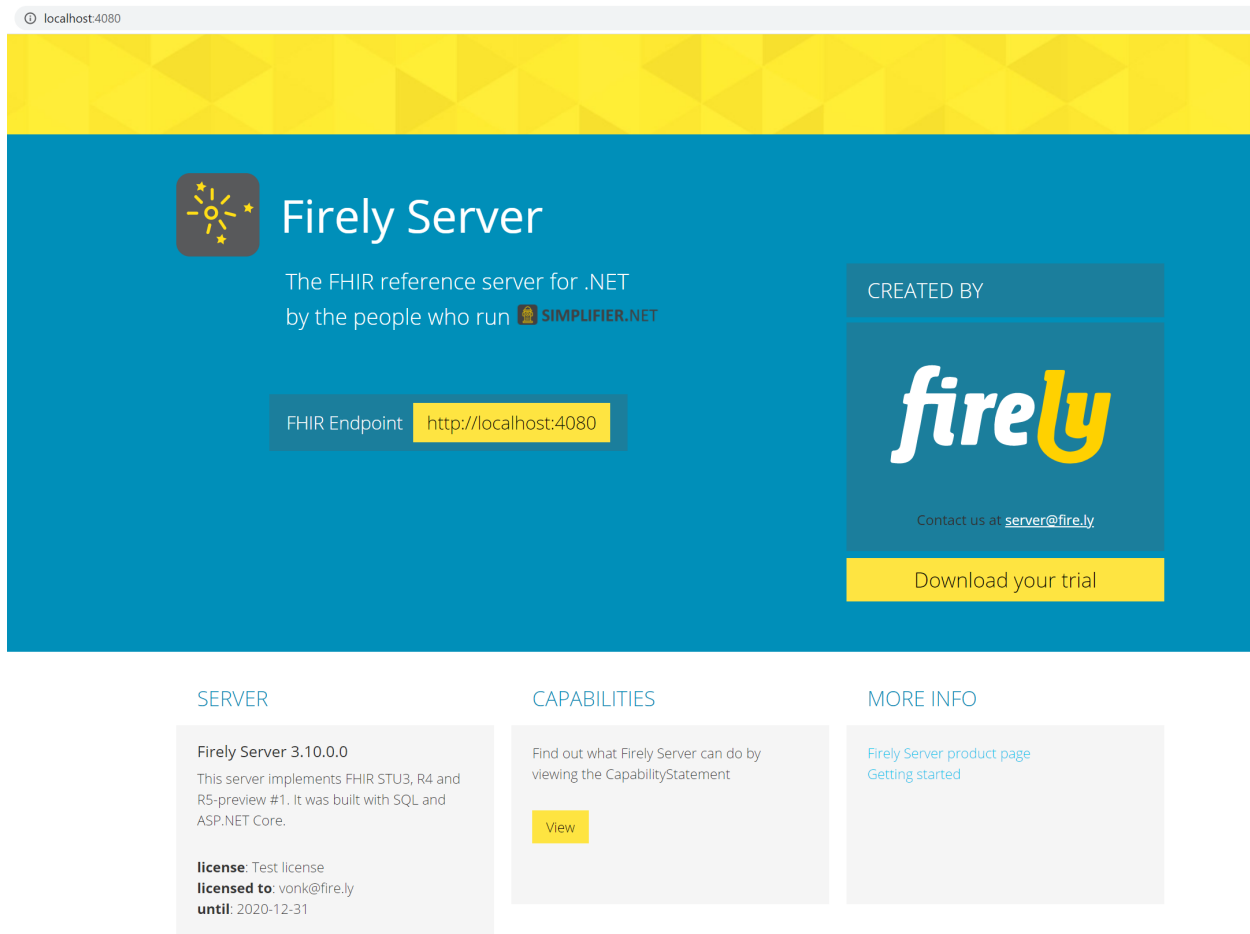 localhost:4080
Firely Server
The FHIR reference server for .NET
by the people who run SIMPLIFIER.NET
FHIR Endpoint http://localhost:4080
CREATED BY
firely
Contact us at server@fire.ly
Download your trial
SERVER
Firely Server 3.10.0.0
This server implements FHIR STU3, R4 and
R5-preview #1. It was built with SQL and
ASP.NET Core.
license: Test license
licensed to: vonk@fire.ly
until: 2020-12-31
CAPABILITIES
Find out what Firely Server can do by
viewing the CapabilityStatement
View
MORE INFO
Firely Server product page
Getting started